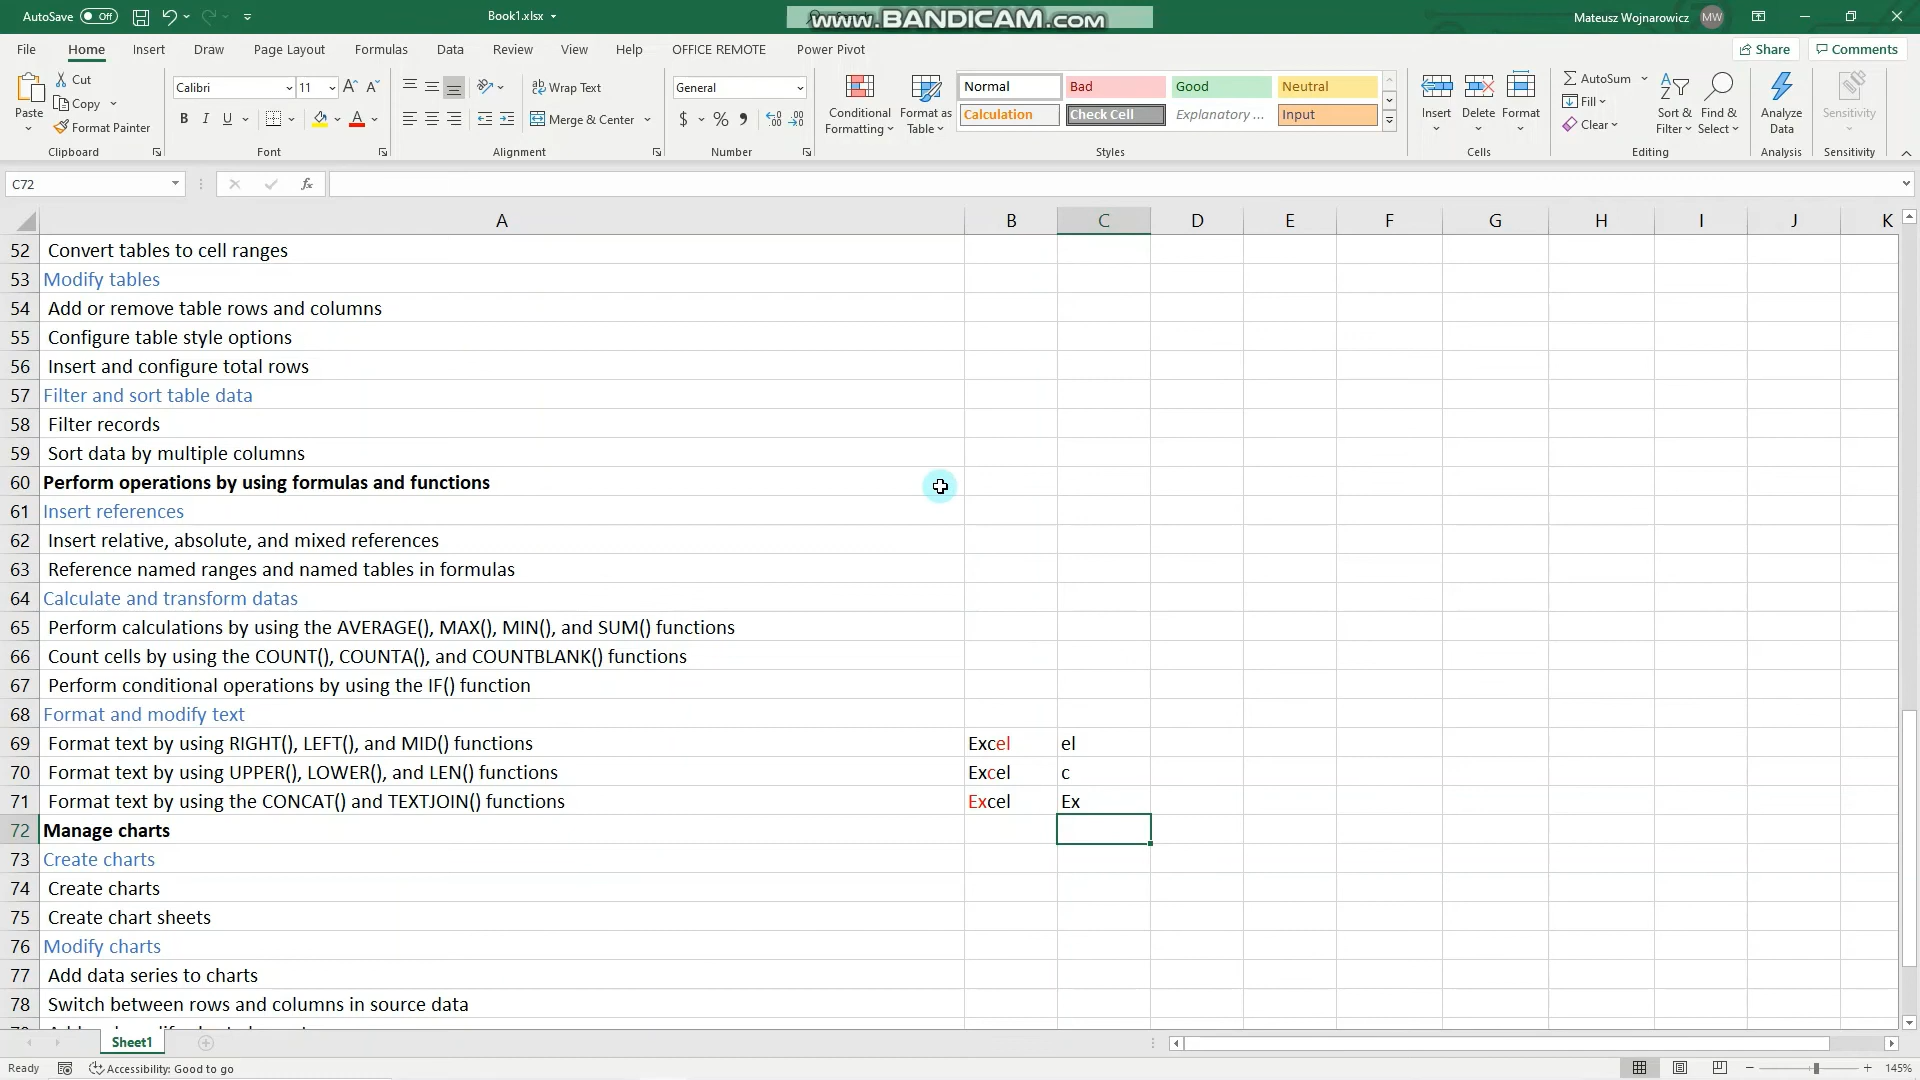 AutoSave Off Book1.xlsx www.BANDICAM.com Mateusz Wojnarowicz MW
File Home Insert Draw Page Layout Formulas Data Review View Help OFFICE REMOTE Power Pivot Share Comments
Paste Cut Copy Format Painter Clipboard
Calibri 11 B I U A A A Font
Wrap Text Merge & Center Alignment
General $ % Number
Conditional Formatting Format as Table
Normal Bad Good Neutral
Calculation Check Cell Explanatory ... Input
Styles
Insert Delete Format Cells
AutoSum Fill Clear Sort & Filter Find & Select Editing
Analyze Data Analysis
Sensitivity Sensitivity
C72 fx
A B C D E F G H I J K
52 Convert tables to cell ranges
53 Modify tables
54 Add or remove table rows and columns
55 Configure table style options
56 Insert and configure total rows
57 Filter and sort table data
58 Filter records
59 Sort data by multiple columns
60 Perform operations by using formulas and functions
61 Insert references
62 Insert relative, absolute, and mixed references
63 Reference named ranges and named tables in formulas
64 Calculate and transform datas
65 Perform calculations by using the AVERAGE(), MAX(), MIN(), and SUM() functions
66 Count cells by using the COUNT(), COUNTA(), and COUNTBLANK() functions
67 Perform conditional operations by using the IF() function
68 Format and modify text
69 Format text by using RIGHT(), LEFT(), and MID() functions Excel el
70 Format text by using UPPER(), LOWER(), and LEN() functions Excel c
71 Format text by using the CONCAT() and TEXTJOIN() functions Excel Ex
72 Manage charts
73 Create charts
74 Create charts
75 Create chart sheets
76 Modify charts
77 Add data series to charts
78 Switch between rows and columns in source data
Sheet1
Ready Accessibility: Good to go 145%